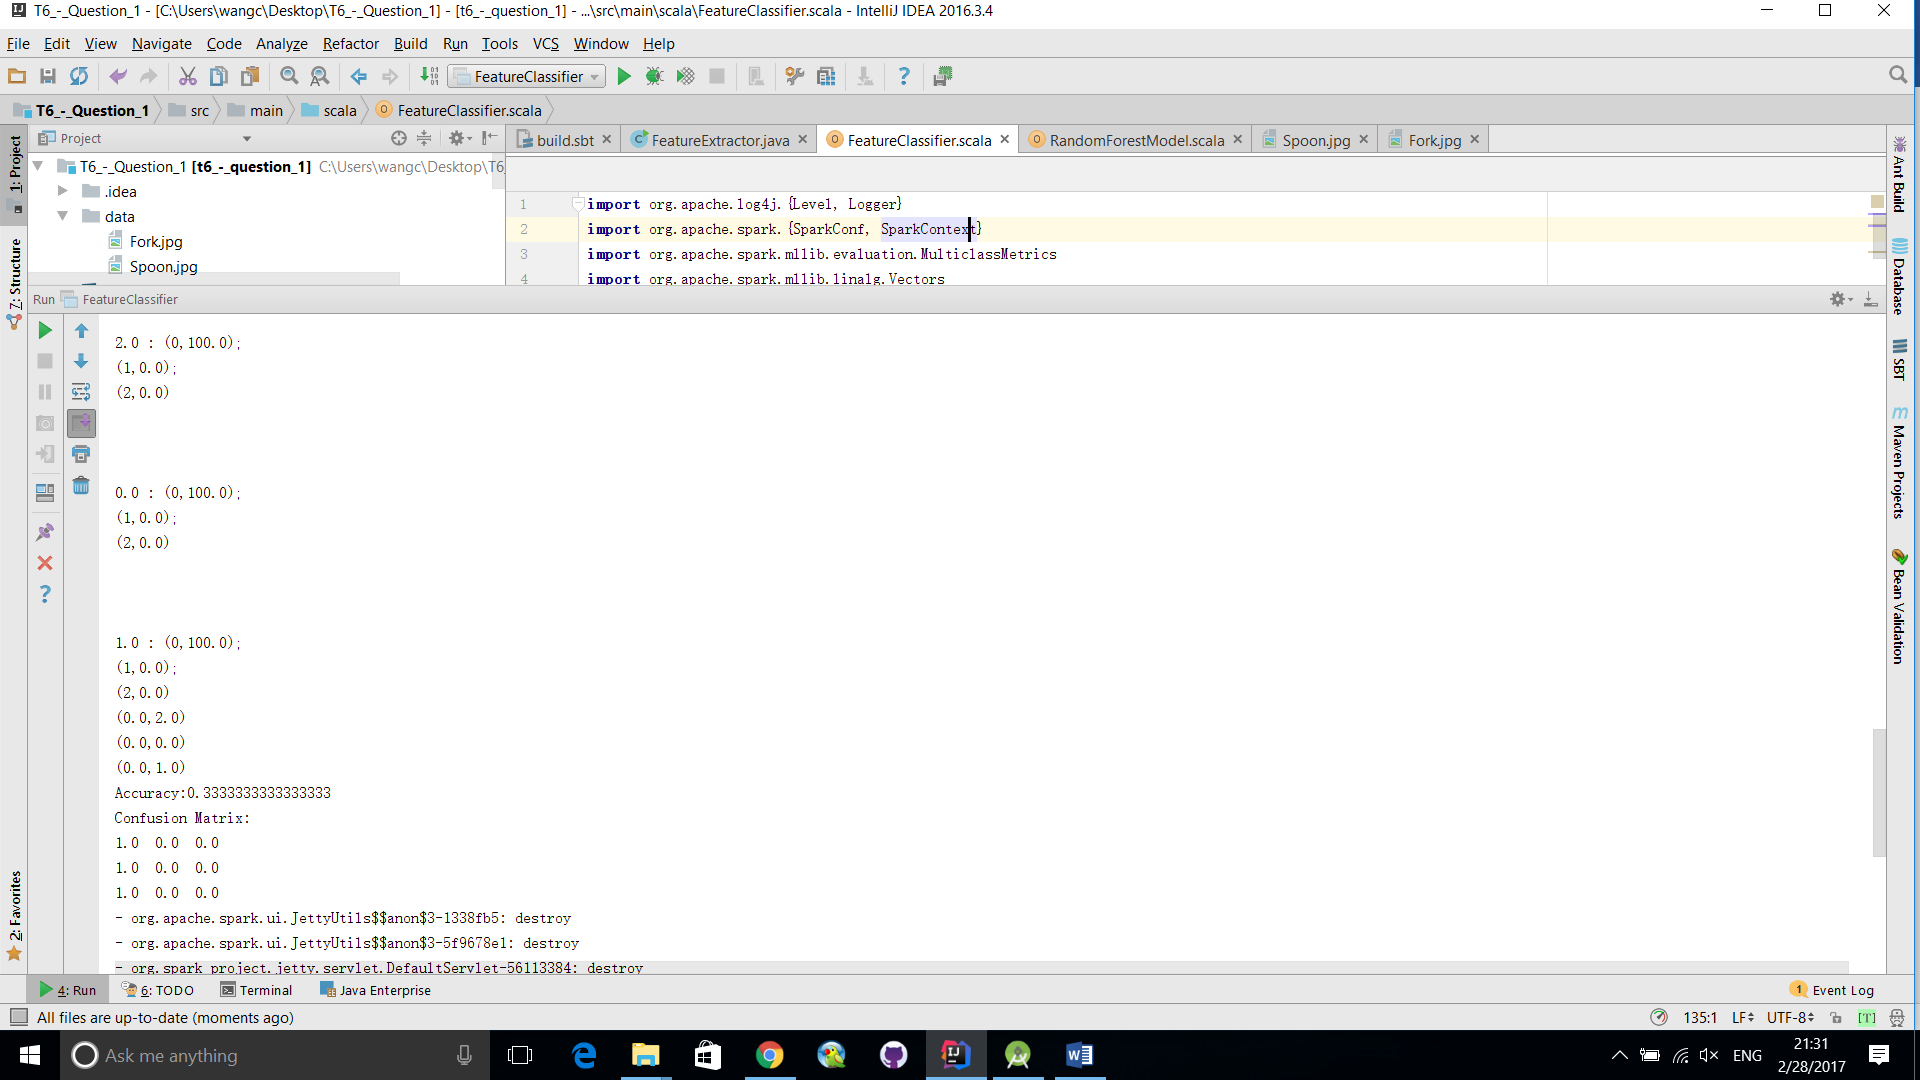 T6_-_Question_1 - [C:\Users\wangc\Desktop\T6_-_Question_1] - [t6_-_question_1] - ...\src\main\scala\FeatureClassifier.scala - IntelliJ IDEA 2016.3.4
File Edit View Navigate Code Analyze Refactor Build Run Tools VCS Window Help
FeatureClassifier
T6_-_Question_1 src main scala FeatureClassifier.scala
Project
build.sbt FeatureExtractor.java FeatureClassifier.scala RandomForestModel.scala Spoon.jpg Fork.jpg
T6_-_Question_1 [t6_-_question_1] C:\Users\wangc\Desktop\T6_
.idea
data
Fork.jpg
Spoon.jpg
1 import org.apache.log4j.{Level, Logger}
2 import org.apache.spark.{SparkConf, SparkContext}
3 import org.apache.spark.mllib.evaluation.MulticlassMetrics
4 import org.apache.spark.mllib.linalg.Vectors
1: Project
Z: Structure
2: Favorites
Ant Build
Database
SBT
Maven Projects
Bean Validation
Run FeatureClassifier
2.0 : (0,100.0);
(1,0.0);
(2,0.0)
0.0 : (0,100.0);
(1,0.0);
(2,0.0)
1.0 : (0,100.0);
(1,0.0);
(2,0.0)
(0.0,2.0)
(0.0,0.0)
(0.0,1.0)
Accuracy:0.3333333333333333
Confusion Matrix:
1.0 0.0 0.0
1.0 0.0 0.0
1.0 0.0 0.0
- org.apache.spark.ui.JettyUtils$$anon$3-1338fb5: destroy
- org.apache.spark.ui.JettyUtils$$anon$3-5f9678e1: destroy
- org.spark_project.jetty.servlet.DefaultServlet-56113384: destroy
4: Run 6: TODO Terminal Java Enterprise 1 Event Log
All files are up-to-date (moments ago) 135:1 LF UTF-8 [T]
Ask me anything
ENG
21:31
2/28/2017